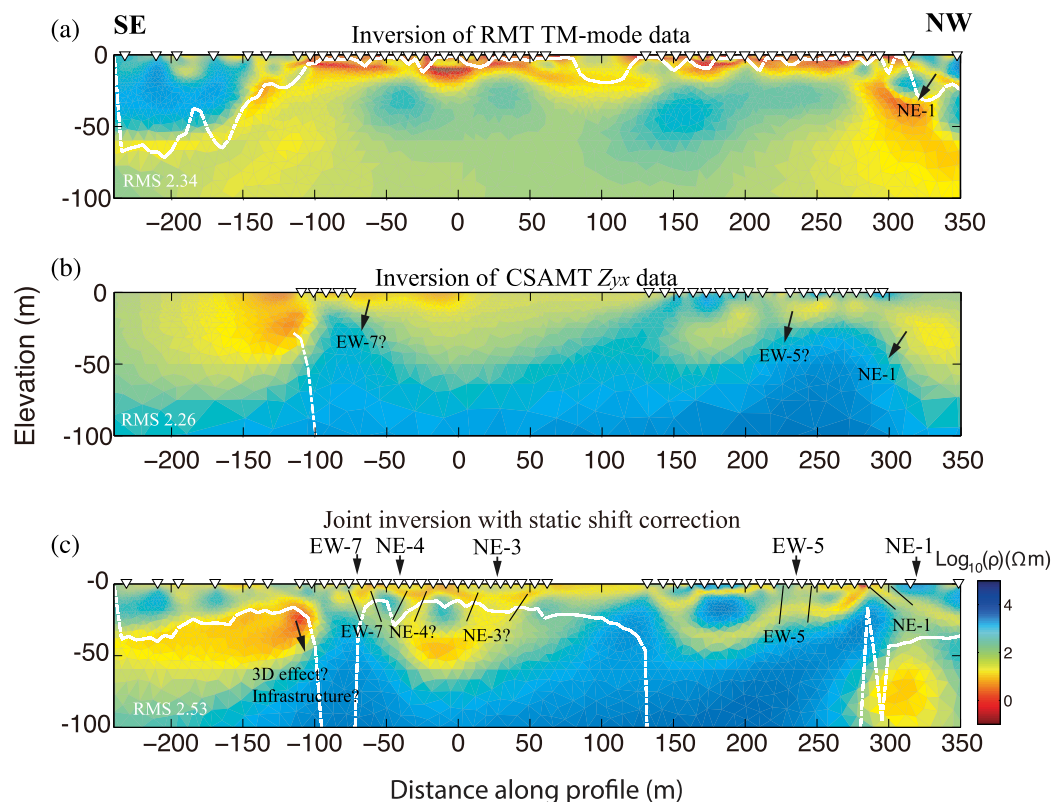 (a) SE NW
Inversion of RMT TM-mode data
-0
-50
-100
NE-1
RMS 2.34
−200 −150 −100 −50 0 50 100 150 200 250 300 350
(b)
Inversion of CSAMT Zyx data
0
-50
-100
EW-7?
EW-5?
NE-1
RMS 2.26
−200 −150 −100 −50 0 50 100 150 200 250 300 350
Elevation (m)
Joint inversion with static shift correction
(c)
EW-7 NE-4 NE-3 EW-5 NE-1
-0
-50
-100
EW-7 NE-4? NE-3? EW-5 NE-1
3D effect?
Infrastructure?
RMS 2.53
−200 −150 −100 −50 0 50 100 150 200 250 300 350
Log10(ρ)(Ωm)
4
3
2
1
0
Distance along profile (m)